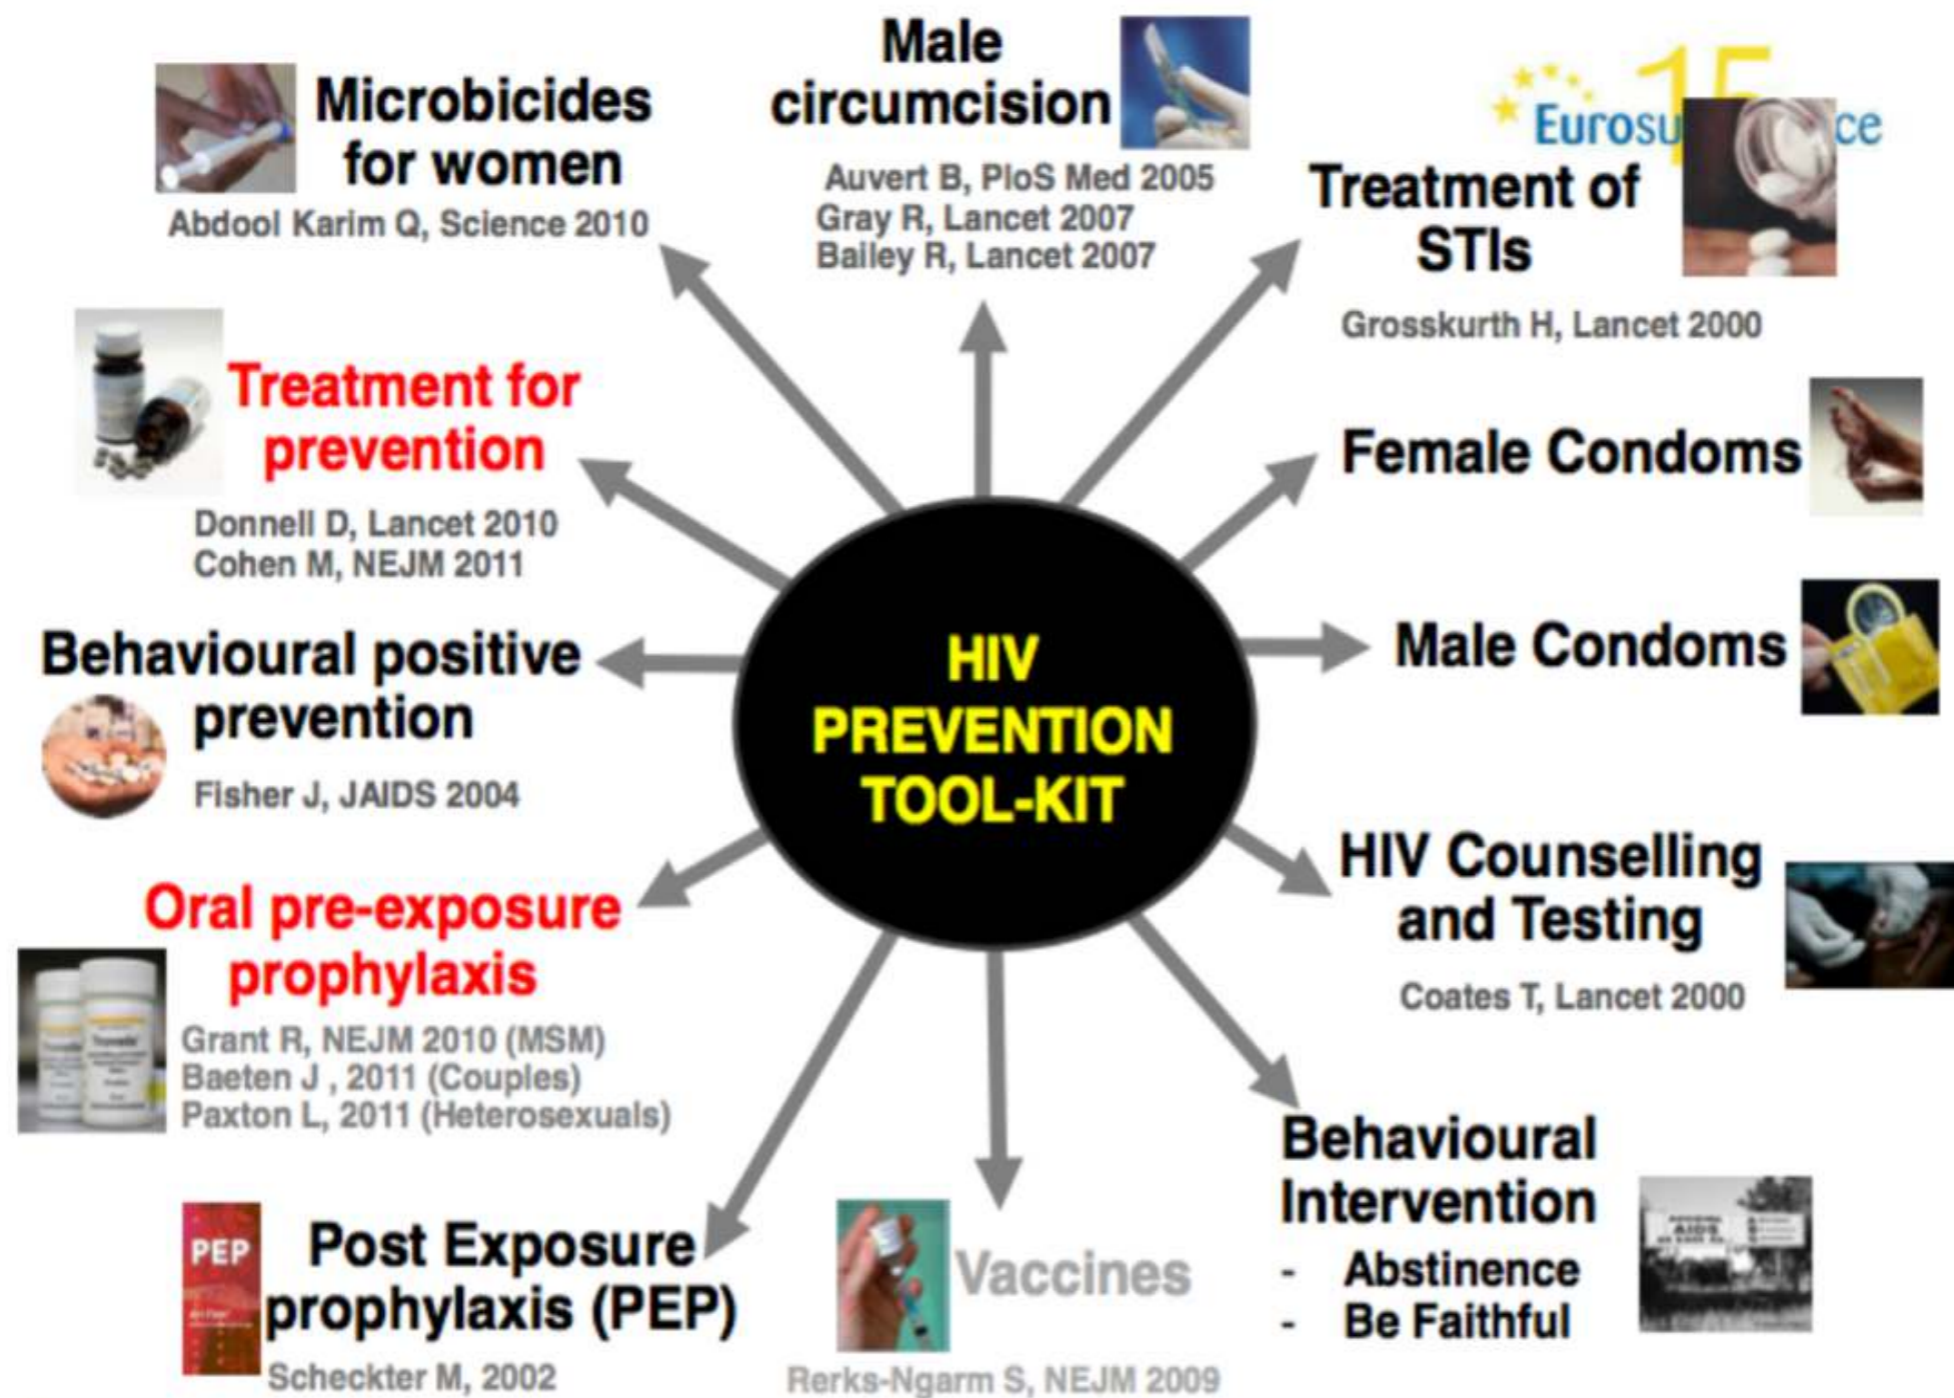 Microbicides
for women
Abdool Karim Q, Science 2010
Male
circumcision
Auvert B, PloS Med 2005
Gray R, Lancet 2007
Bailey R, Lancet 2007
15
Eurosu ce
Treatment of
STIs
Grosskurth H, Lancet 2000
Treatment for
prevention
Donnell D, Lancet 2010
Cohen M, NEJM 2011
Female Condoms
Behavioural positive
prevention
Fisher J, JAIDS 2004
HIV
PREVENTION
TOOL-KIT
Male Condoms
Oral pre-exposure
prophylaxis
Grant R, NEJM 2010 (MSM)
Baeten J , 2011 (Couples)
Paxton L, 2011 (Heterosexuals)
HIV Counselling
and Testing
Coates T, Lancet 2000
PEP
Post Exposure
prophylaxis (PEP)
Scheckter M, 2002
Vaccines
Rerks-Ngarm S, NEJM 2009
Behavioural
Intervention
- Abstinence
- Be Faithful
AIDS